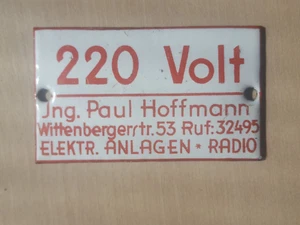 220 Volt
Jng. Paul Hoffmann
Wittenbergerstr. 53 Ruf: 32495
ELEKTR. ANLAGEN • RADIO